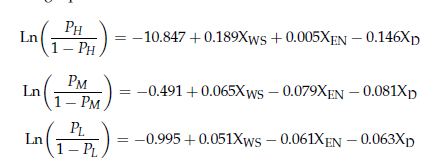 Ln(P_H / (1 − P_H)) = −10.847 + 0.189X_WS + 0.005X_EN − 0.146X_D
Ln(P_M / (1 − P_M)) = −0.491 + 0.065X_WS − 0.079X_EN − 0.081X_D
Ln(P_L / (1 − P_L)) = −0.995 + 0.051X_WS − 0.061X_EN − 0.063X_D